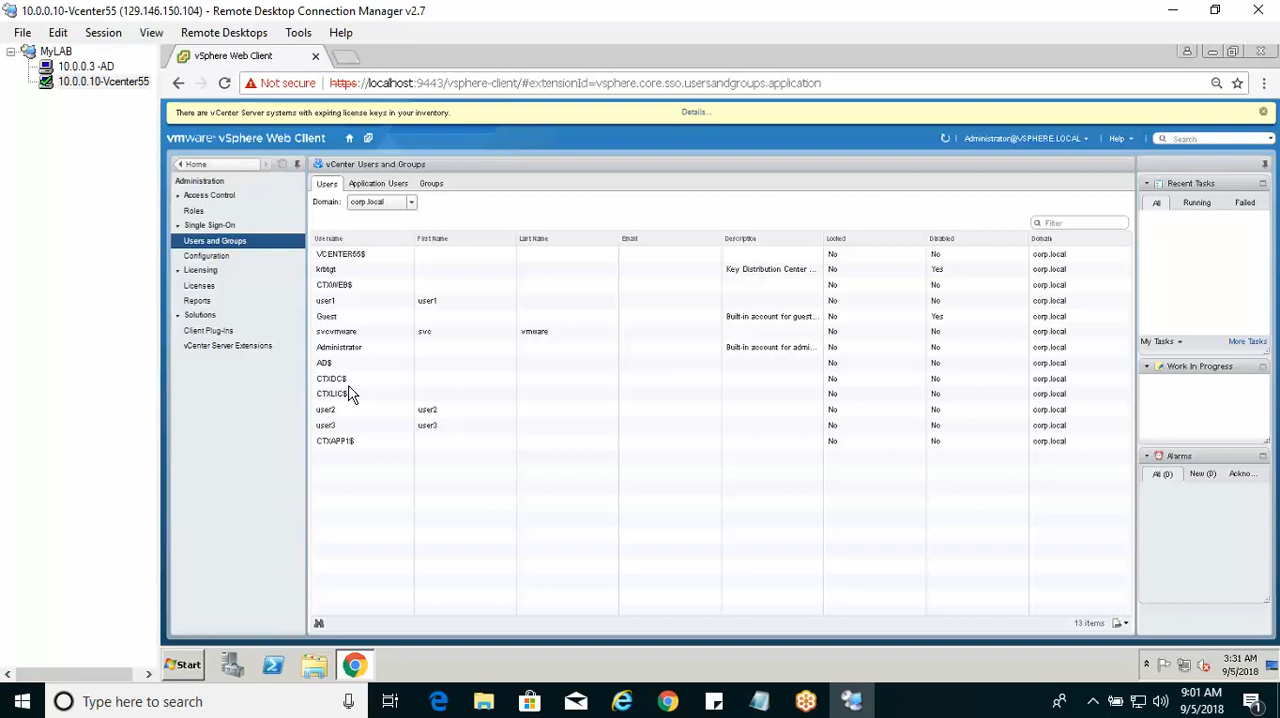 10.0.0.10-Vcenter55 (129.146.150.104) - Remote Desktop Connection Manager v2.7
File Edit Session View Remote Desktops Tools Help
MyLAB
10.0.0.3 -AD
10.0.0.10-Vcenter55
vSphere Web Client
Not secure https://localhost:9443/vsphere-client/#extensionId=vsphere.core.sso.usersandgroups.application
There are vCenter Server systems with expiring license keys in your inventory. Details...
vmware® vSphere Web Client Administrator@VSPHERE.LOCAL Help Search
Home
Administration
Access Control
Roles
Single Sign-On
Users and Groups
Configuration
Licensing
Licenses
Reports
Solutions
Client Plug-Ins
vCenter Server Extensions
vCenter Users and Groups
Users Application Users Groups
Domain: corp.local
Filter
Username First Name Last Name Email Description Locked Disabled Domain
VCENTER55$ No No corp.local
krbtgt Key Distribution Center ... No Yes corp.local
CTXWEB$ No No corp.local
user1 user1 No No corp.local
Guest Built-in account for guest... No Yes corp.local
svcvmware svc vmware No No corp.local
Administrator Built-in account for admi... No No corp.local
AD$ No No corp.local
CTXDC$ No No corp.local
CTXLIC$ No No corp.local
user2 user2 No No corp.local
user3 user3 No No corp.local
CTXAPP1$ No No corp.local
13 items
Recent Tasks
All Running Failed
My Tasks More Tasks
Work In Progress
Alarms
All (0) New (0) Ackno...
Start
3:31 AM
9/5/2018
Type here to search
9:01 AM
9/5/2018
1